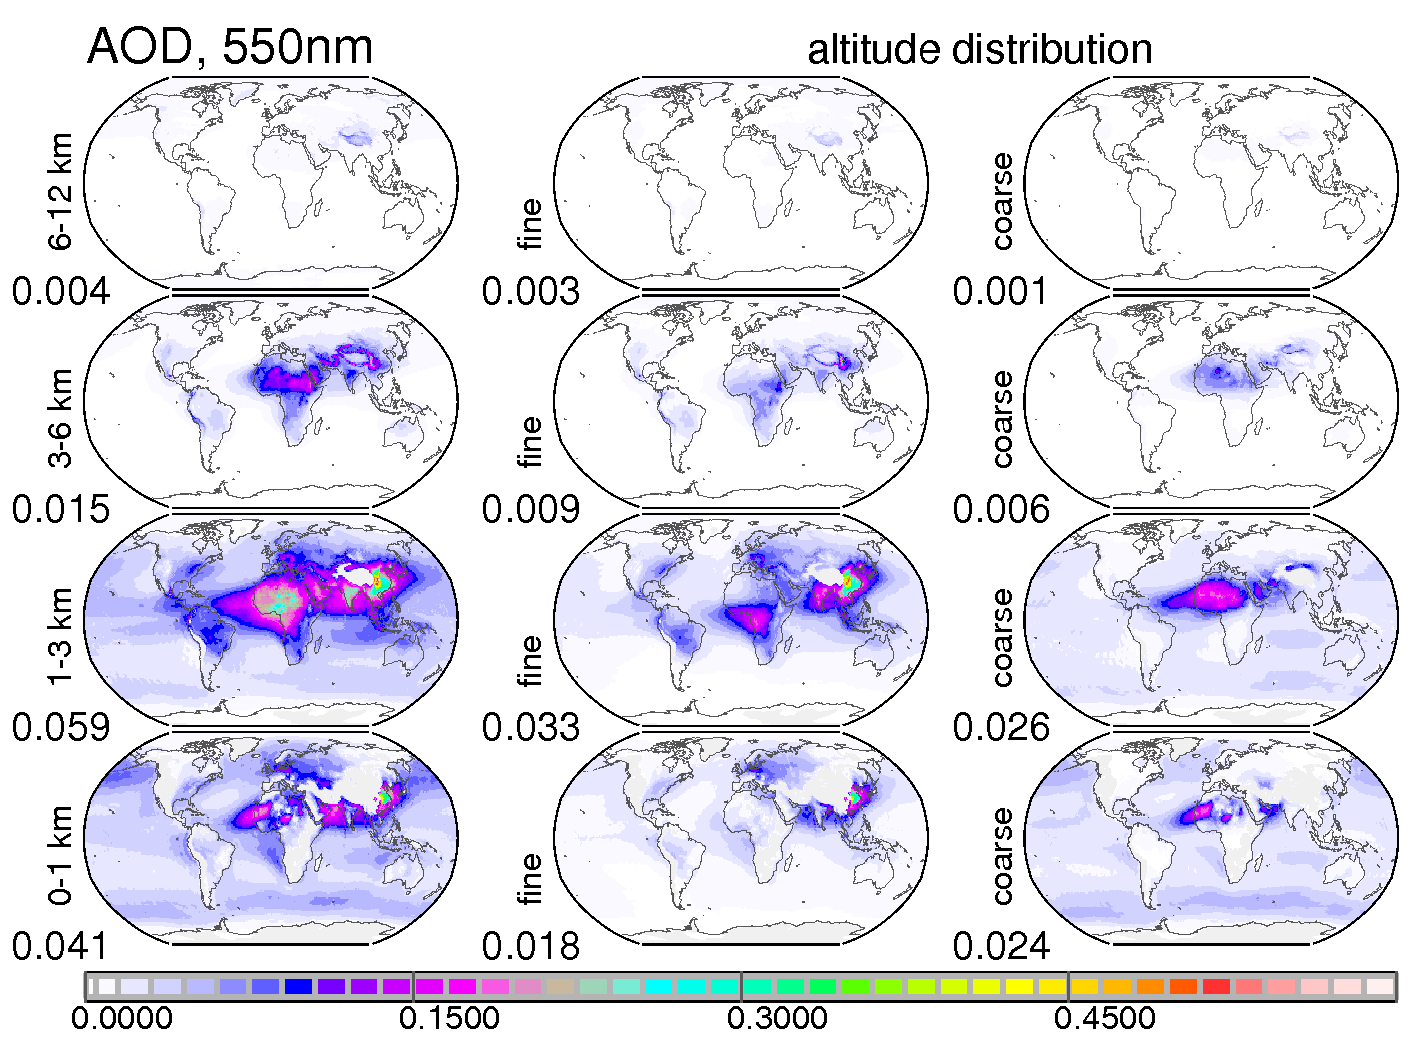 AOD, 550nm
altitude distribution
6-12 km
fine
coarse
0.004
0.003
0.001
3-6 km
fine
coarse
0.015
0.009
0.006
1-3 km
fine
coarse
0.059
0.033
0.026
0-1 km
fine
coarse
0.041
0.018
0.024
0.0000
0.1500
0.3000
0.4500